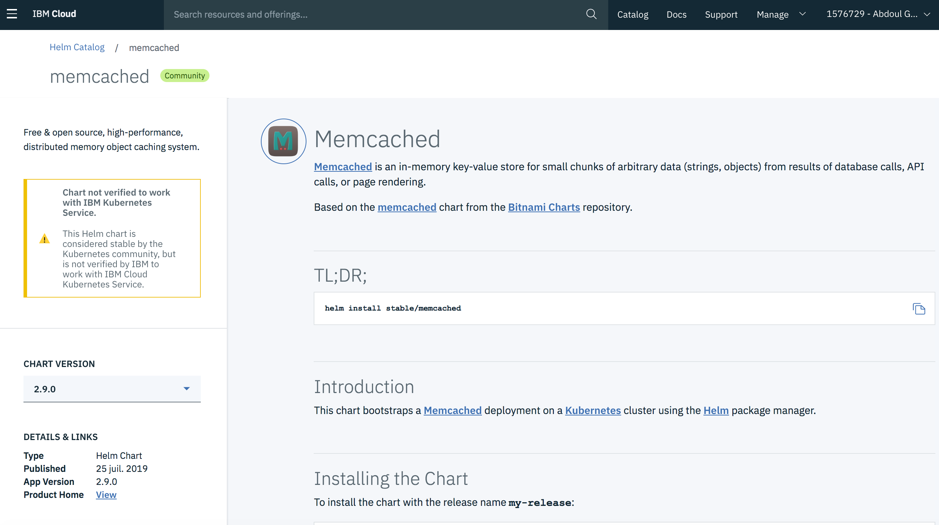 IBM Cloud
Search resources and offerings...
Catalog
Docs
Support
Manage
1576729 - Abdoul G...
Helm Catalog / memcached
memcached
Community
Free & open source, high-performance,
distributed memory object caching system.
Chart not verified to work
with IBM Kubernetes
Service.
This Helm chart is
considered stable by the
Kubernetes community, but
is not verified by IBM to
work with IBM Cloud
Kubernetes Service.
CHART VERSION
2.9.0
DETAILS & LINKS
Type Helm Chart
Published 25 juil. 2019
App Version 2.9.0
Product Home View
Memcached
Memcached is an in-memory key-value store for small chunks of arbitrary data (strings, objects) from results of database calls, API
calls, or page rendering.
Based on the memcached chart from the Bitnami Charts repository.
TL;DR;
helm install stable/memcached
Introduction
This chart bootstraps a Memcached deployment on a Kubernetes cluster using the Helm package manager.
Installing the Chart
To install the chart with the release name my-release: